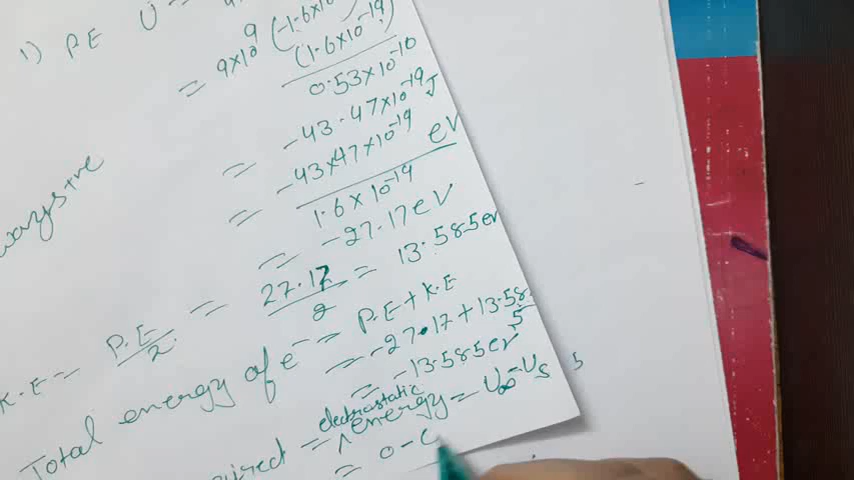 1) P.E U =
= 9×10⁹ (-1.6×10
(1.6×10⁻¹⁹)
0.53×10⁻¹⁰
= -43.47×10⁻¹⁹ J
= -43×47×10⁻¹⁹ eV
1.6×10⁻¹⁹
ways +ve
= -27.17 eV
K.E = P.E/2 = 27.17/2 = 13.585 ev
Total energy of e⁻ = P.E + K.E
= -27.17 + 13.585
= -13.585 ev
electrostatic
energy = U∞ - Us
= 0 - (